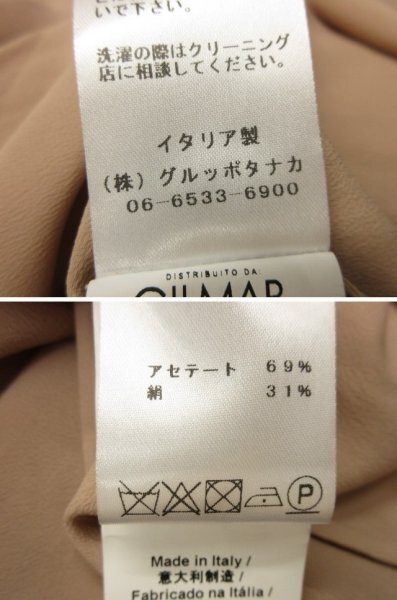 いで下さい。
洗濯の際はクリーニング
店に相談してください。
イタリア製
（株）グルッポタナカ
06-6533-6900
DISTRIBUITO DA:
GILMAR
アセテート 69%
絹 31%
P
Made in Italy /
意大利制造 /
Fabricado na Itália /